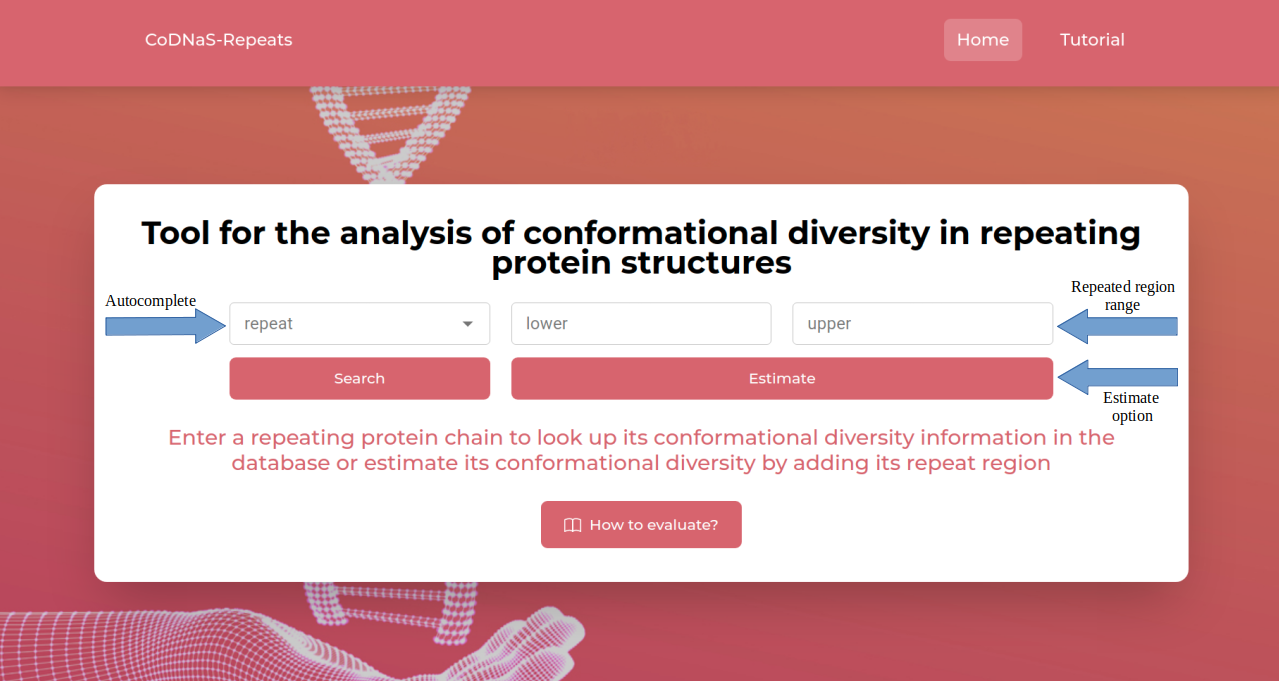 CoDNaS-Repeats
Home
Tutorial
Tool for the analysis of conformational diversity in repeating
protein structures
Autocomplete
repeat
lower
upper
Repeated region
range
Search
Estimate
Estimate
option
Enter a repeating protein chain to look up its conformational diversity information in the
database or estimate its conformational diversity by adding its repeat region
How to evaluate?